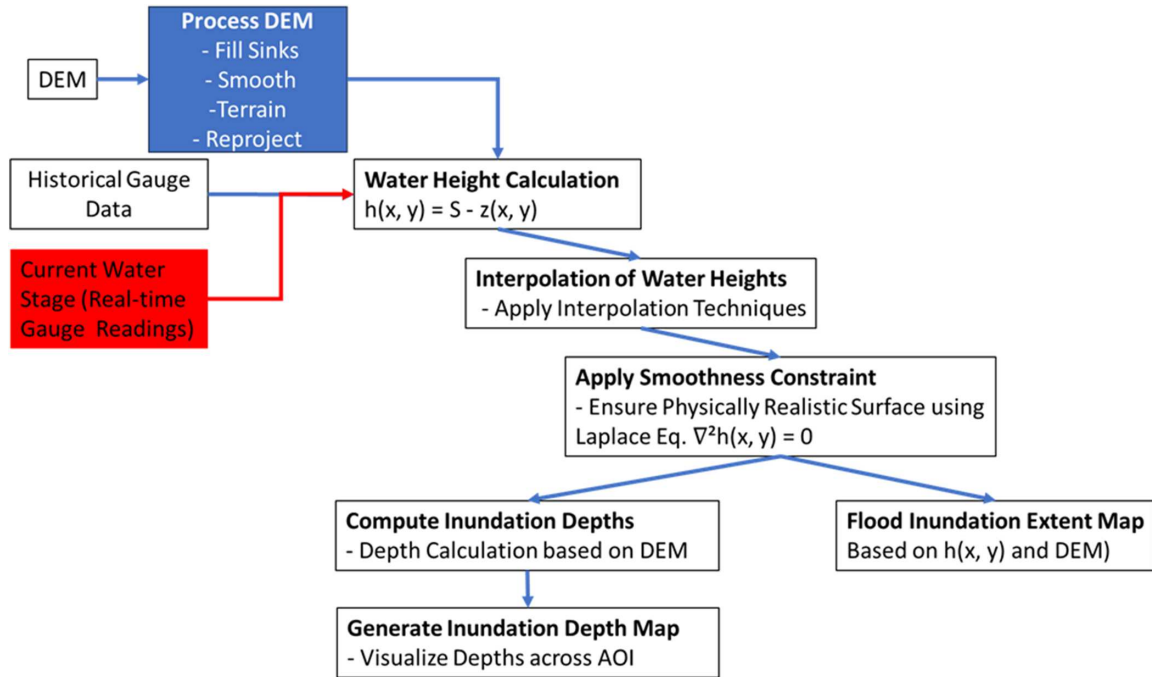 Process DEM
- Fill Sinks
- Smooth
-Terrain
- Reproject
DEM
Historical Gauge
Data
Water Height Calculation
h(x, y) = S - z(x, y)
Current Water
Stage (Real-time
Gauge Readings)
Interpolation of Water Heights
- Apply Interpolation Techniques
Apply Smoothness Constraint
- Ensure Physically Realistic Surface using
Laplace Eq. ∇²h(x, y) = 0
Compute Inundation Depths
- Depth Calculation based on DEM
Flood Inundation Extent Map
Based on h(x, y) and DEM)
Generate Inundation Depth Map
- Visualize Depths across AOI